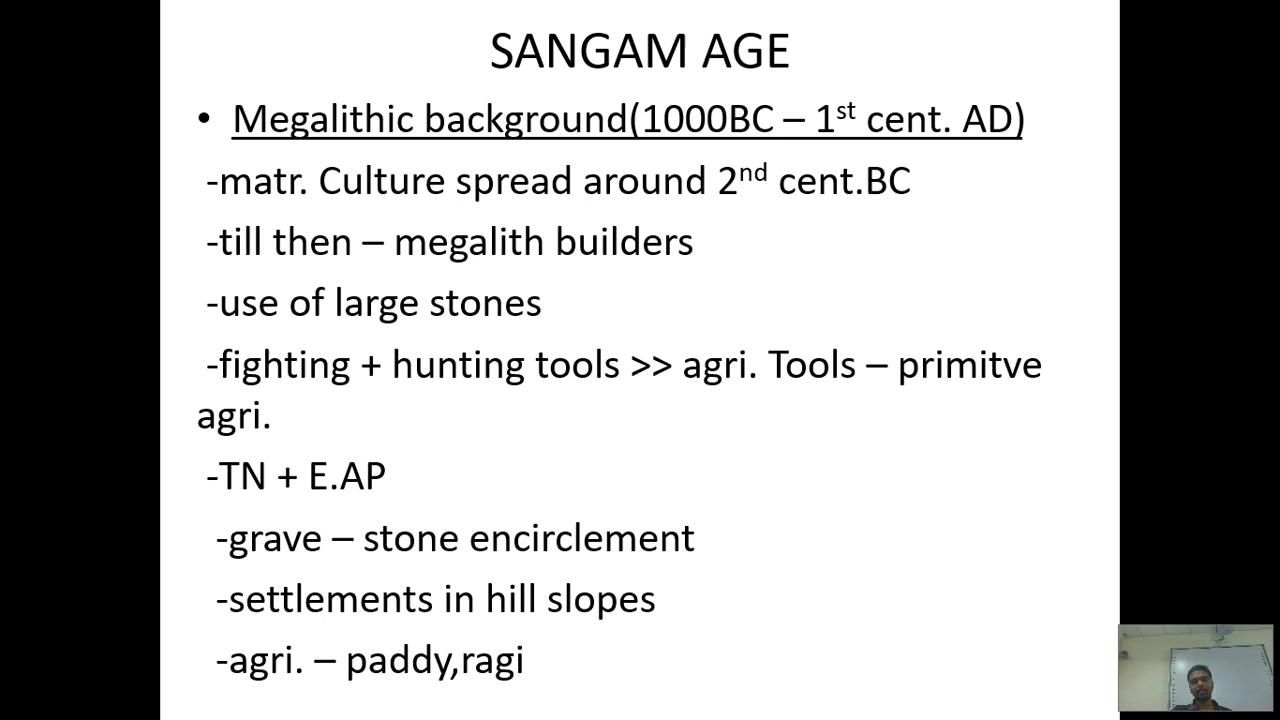 SANGAM AGE
• Megalithic background(1000BC – 1st cent. AD)
-matr. Culture spread around 2nd cent.BC
-till then – megalith builders
-use of large stones
-fighting + hunting tools >> agri. Tools – primitve
agri.
-TN + E.AP
-grave – stone encirclement
-settlements in hill slopes
-agri. – paddy,ragi